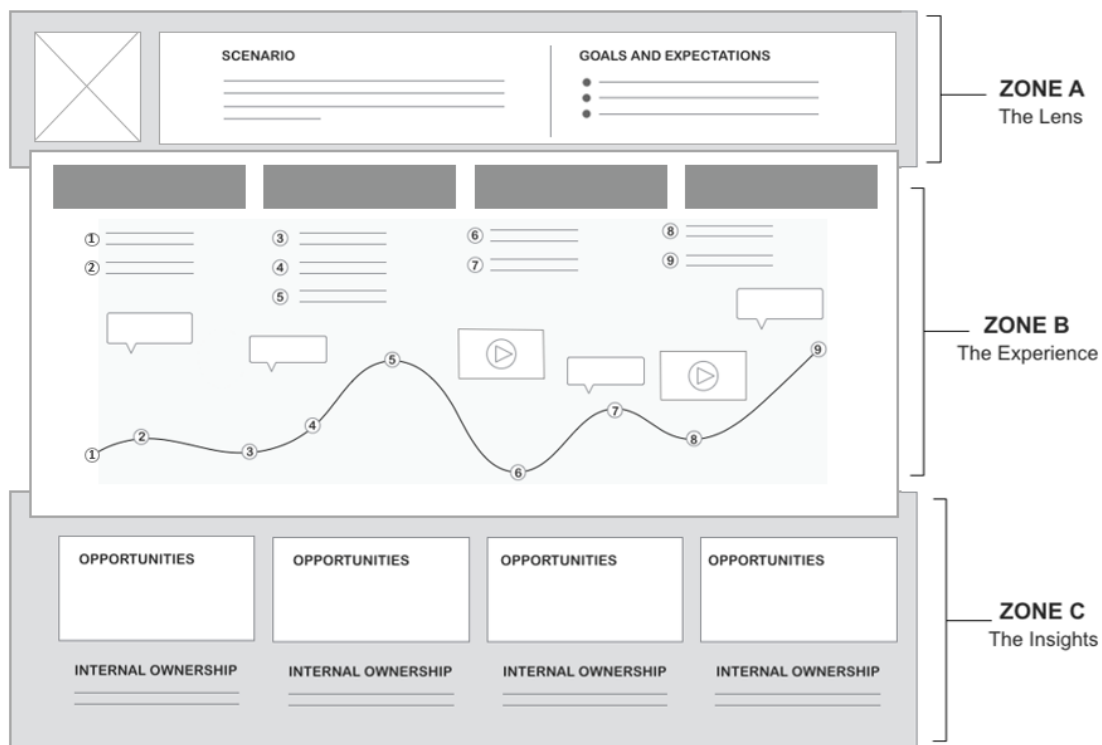 SCENARIO
GOALS AND EXPECTATIONS
ZONE A
The Lens
1
2
3
4
5
6
7
8
9
1
2
3
4
5
6
7
8
9
ZONE B
The Experience
OPPORTUNITIES
OPPORTUNITIES
OPPORTUNITIES
OPPORTUNITIES
INTERNAL OWNERSHIP
INTERNAL OWNERSHIP
INTERNAL OWNERSHIP
INTERNAL OWNERSHIP
ZONE C
The Insights